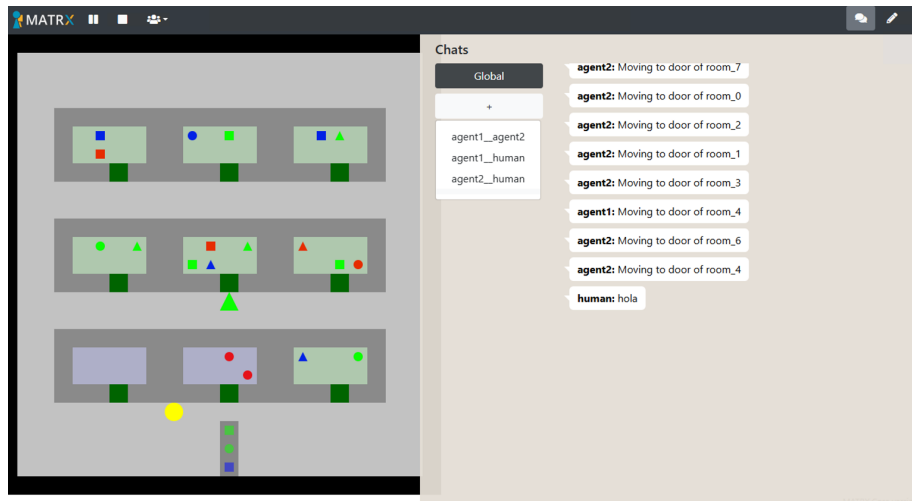 MATRX
Chats
Global
+
agent1__agent2
agent1__human
agent2__human
agent2: Moving to door of room_7
agent2: Moving to door of room_0
agent2: Moving to door of room_2
agent2: Moving to door of room_1
agent2: Moving to door of room_3
agent1: Moving to door of room_4
agent2: Moving to door of room_6
agent2: Moving to door of room_4
human: hola